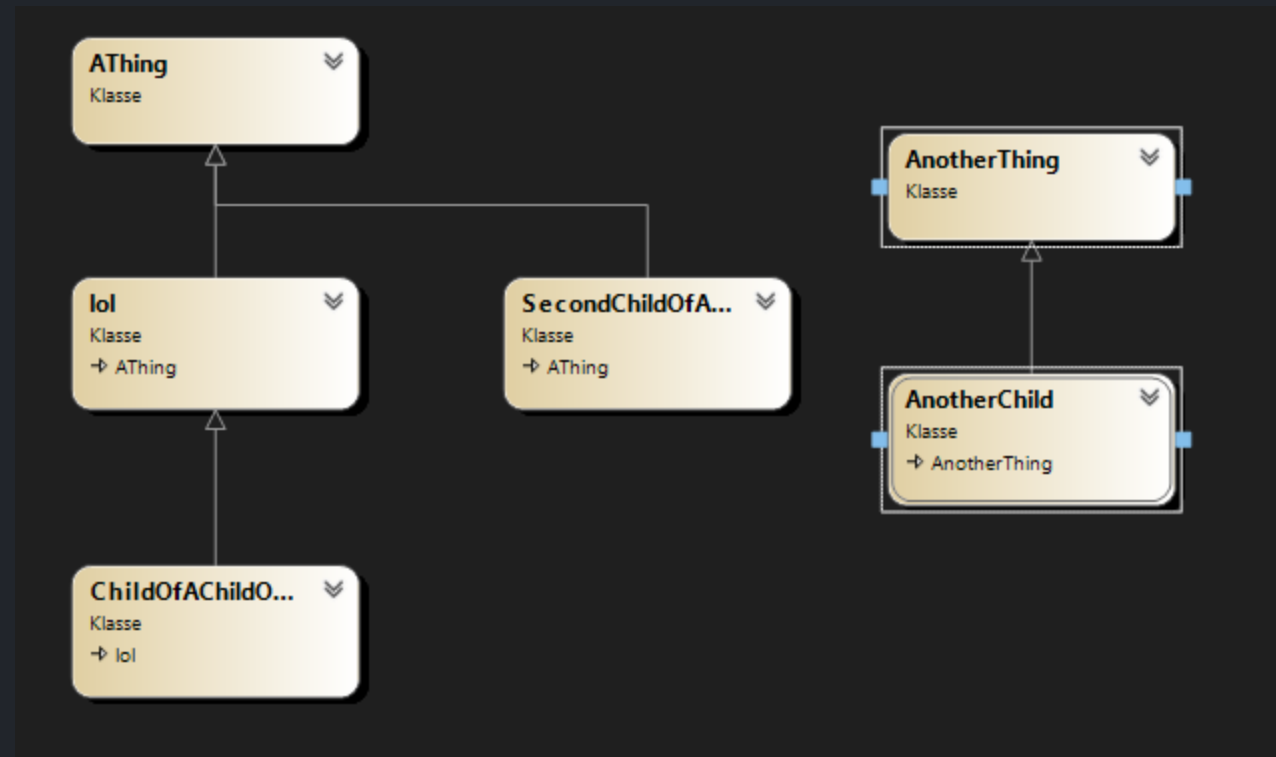 AThing
Klasse
AnotherThing
Klasse
lol
Klasse
AThing
SecondChildOfA...
Klasse
AThing
AnotherChild
Klasse
AnotherThing
ChildOfAChildO...
Klasse
lol